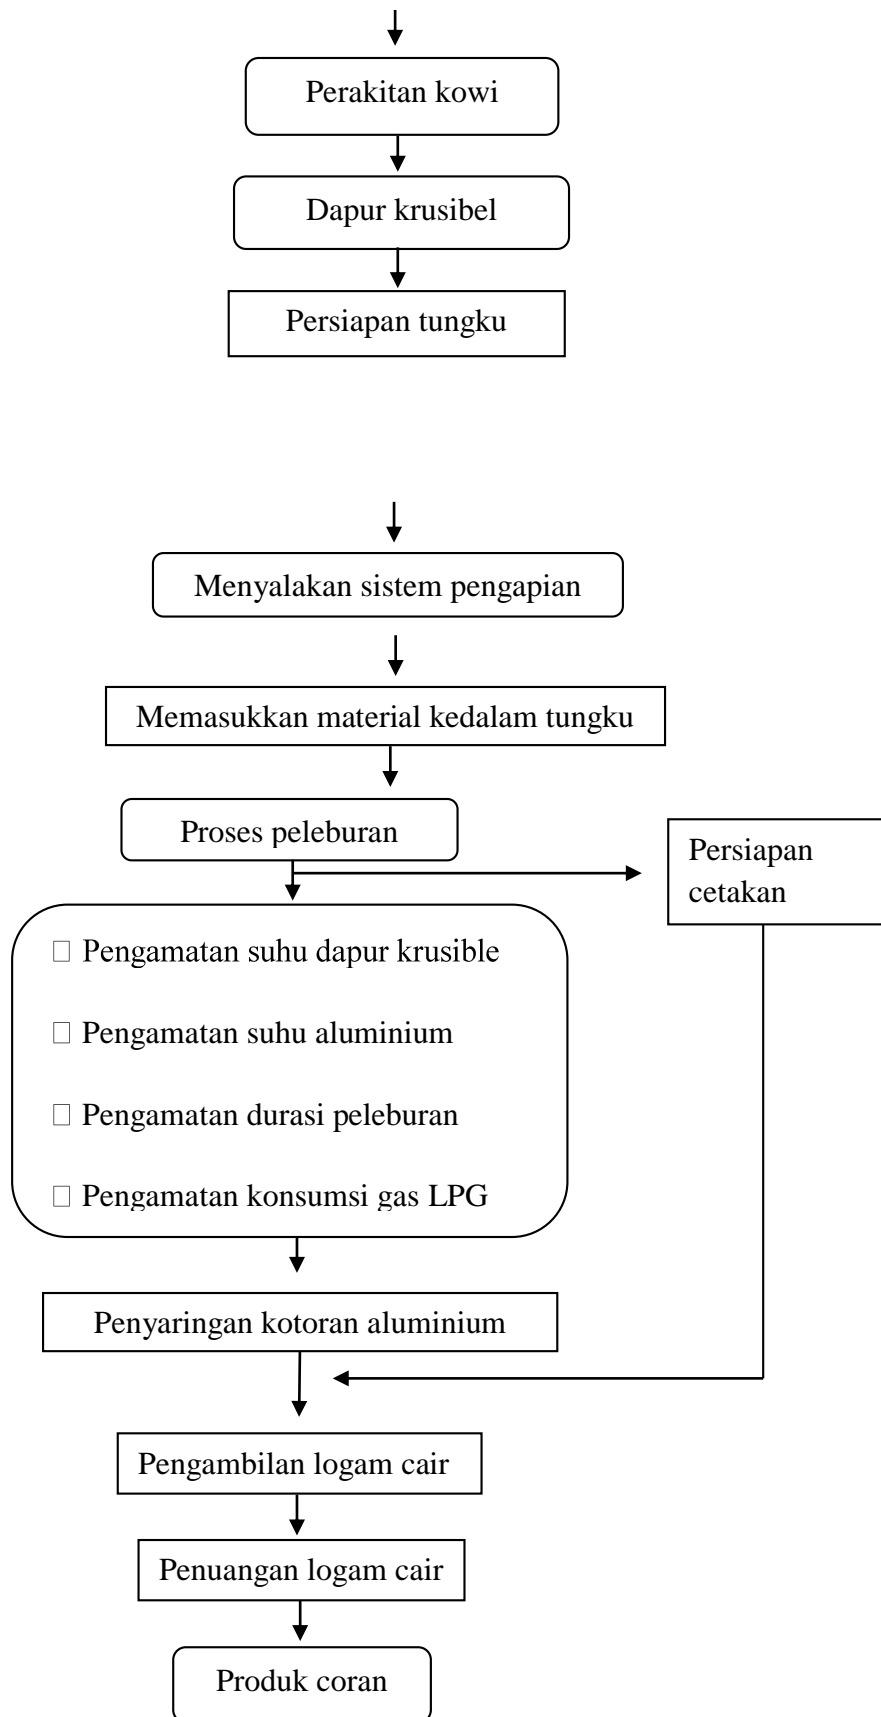 Perakitan kowi
Dapur krusibel
Persiapan tungku
Menyalakan sistem pengapian
Memasukkan material kedalam tungku
Proses peleburan
Persiapan
cetakan
Pengamatan suhu dapur krusible
Pengamatan suhu aluminium
Pengamatan durasi peleburan
Pengamatan konsumsi gas LPG
Penyaringan kotoran aluminium
Pengambilan logam cair
Penuangan logam cair
Produk coran